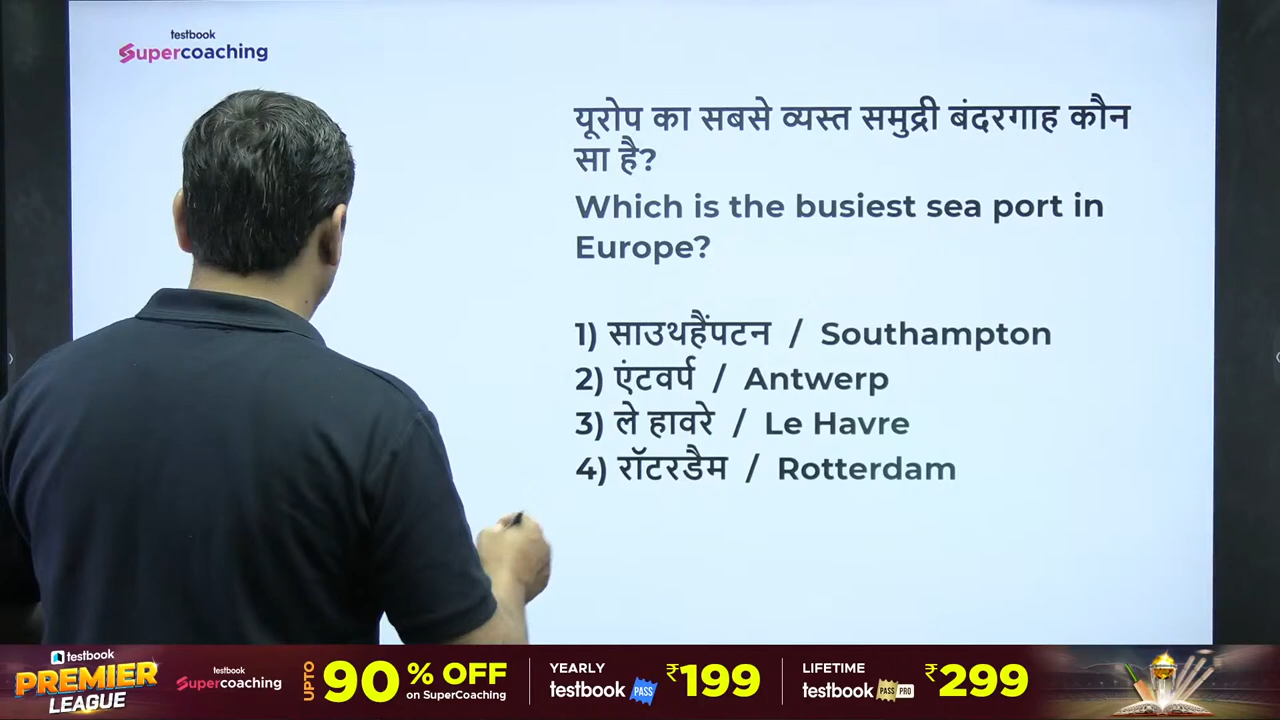 testbook
Supercoaching
यूरोप का सबसे व्यस्त समुद्री बंदरगाह कौन
सा है?
Which is the busiest sea port in
Europe?
1) साउथहैंपटन / Southampton
2) एंटवर्प / Antwerp
3) ले हावरे / Le Havre
4) रॉटरडैम / Rotterdam
testbook
PREMIER
LEAGUE
testbook
Supercoaching
UPTO 90 % OFF
on SuperCoaching
YEARLY
testbook PASS
₹199
LIFETIME
testbook PASS PRO
₹299